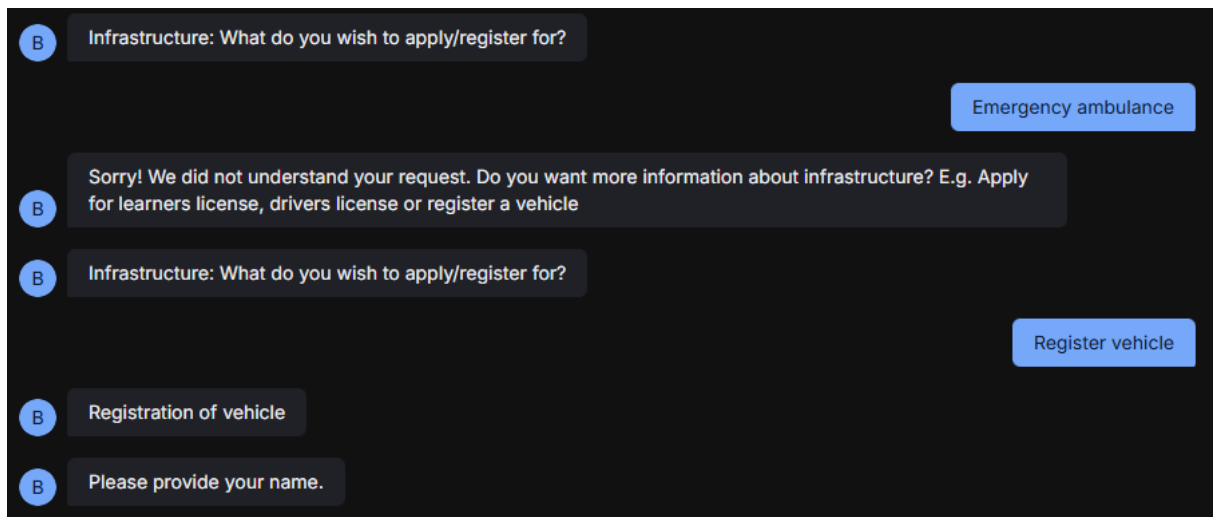 B
Infrastructure: What do you wish to apply/register for?
Emergency ambulance
Sorry! We did not understand your request. Do you want more information about infrastructure? E.g. Apply
for learners license, drivers license or register a vehicle
B
B
Infrastructure: What do you wish to apply/register for?
Register vehicle
B
Registration of vehicle
B
Please provide your name.